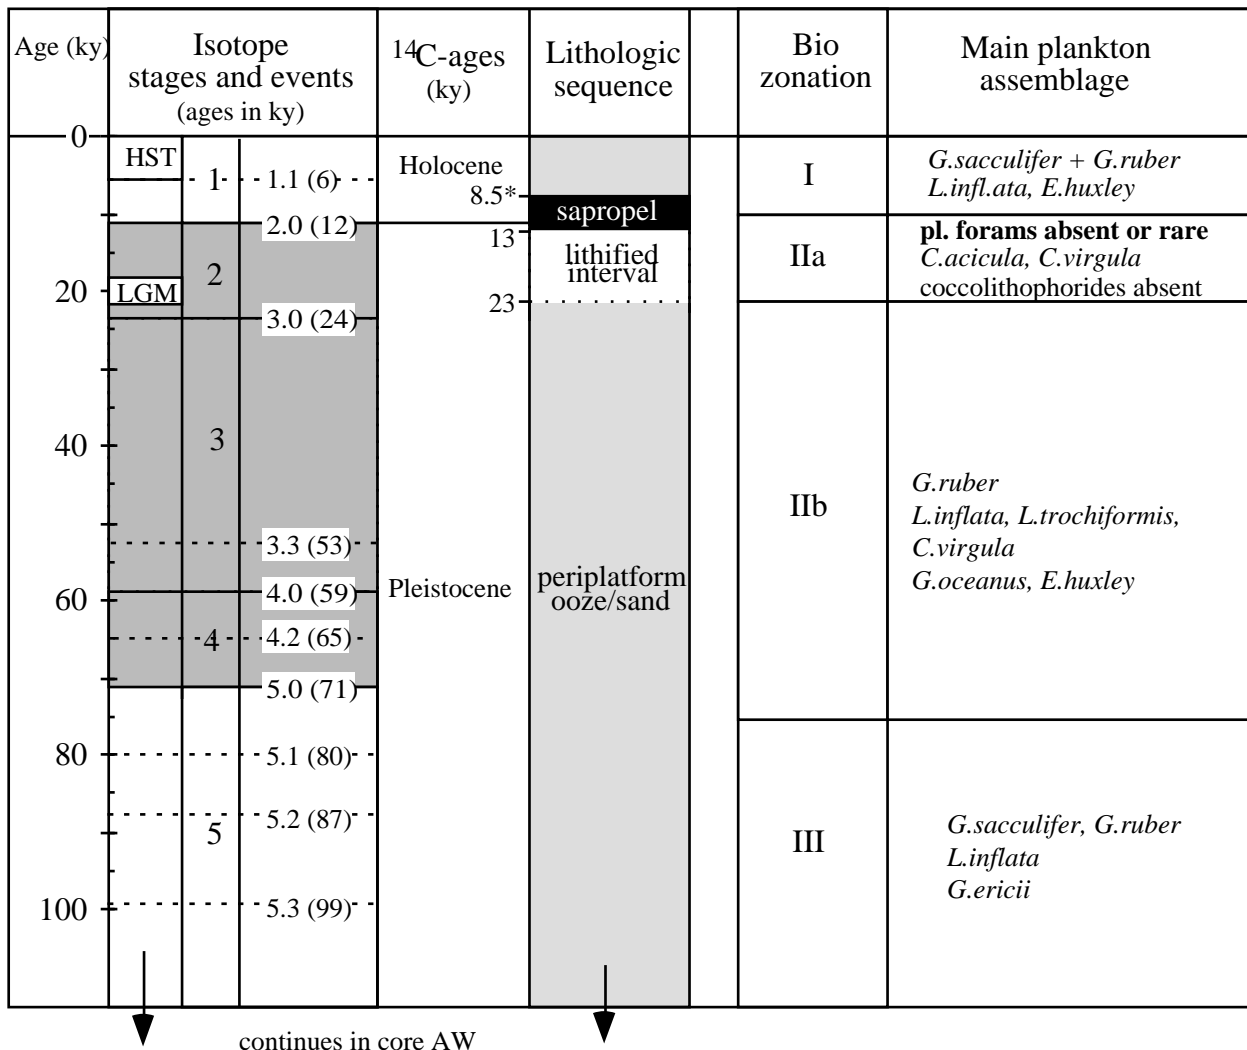 Age (ky)
Isotope
stages and events
(ages in ky)
14C-ages
(ky)
Lithologic
sequence
Bio
zonation
Main plankton
assemblage
0
HST
1
1.1 (6)
Holocene
8.5*
sapropel
I
G.sacculifer + G.ruber
L.infl.ata, E.huxley
2.0 (12)
13
lithified
interval
IIa
pl. forams absent or rare
C.acicula, C.virgula
coccolithophorides absent
2
20
LGM
23
3.0 (24)
3
40
3.3 (53)
IIb
G.ruber
L.inflata, L.trochiformis,
C.virgula
G.oceanus, E.huxley
Pleistocene
periplatform
ooze/sand
4.0 (59)
60
4
4.2 (65)
5.0 (71)
80
5.1 (80)
5.2 (87)
5
III
G.sacculifer, G.ruber
L.inflata
G.ericii
100
5.3 (99)
continues in core AW